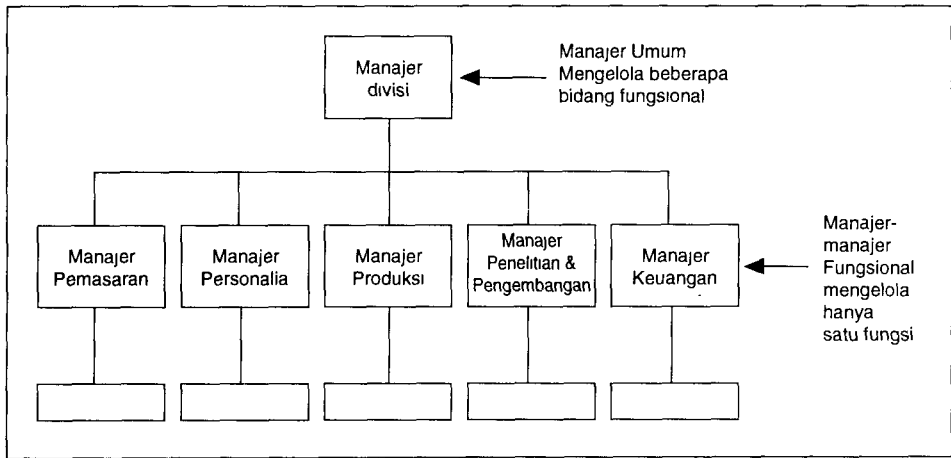 Manajer
divisi
Manajer Umum
Mengelola beberapa
bidang fungsional
Manajer
Pemasaran
Manajer
Personalia
Manajer
Produksi
Manajer
Penelitian &
Pengembangan
Manajer
Keuangan
Manajer-
manajer
Fungsional
mengelola
hanya
satu fungsi